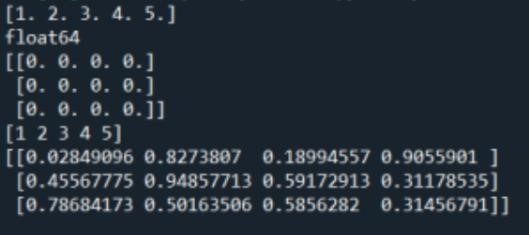 [1. 2. 3. 4. 5.]
float64
[[0. 0. 0. 0.]
 [0. 0. 0. 0.]
 [0. 0. 0. 0.]]
[1 2 3 4 5]
[[0.02849096 0.8273807  0.18994557 0.9055901 ]
 [0.45567775 0.94857713 0.59172913 0.31178535]
 [0.78684173 0.50163506 0.5856282  0.31456791]]